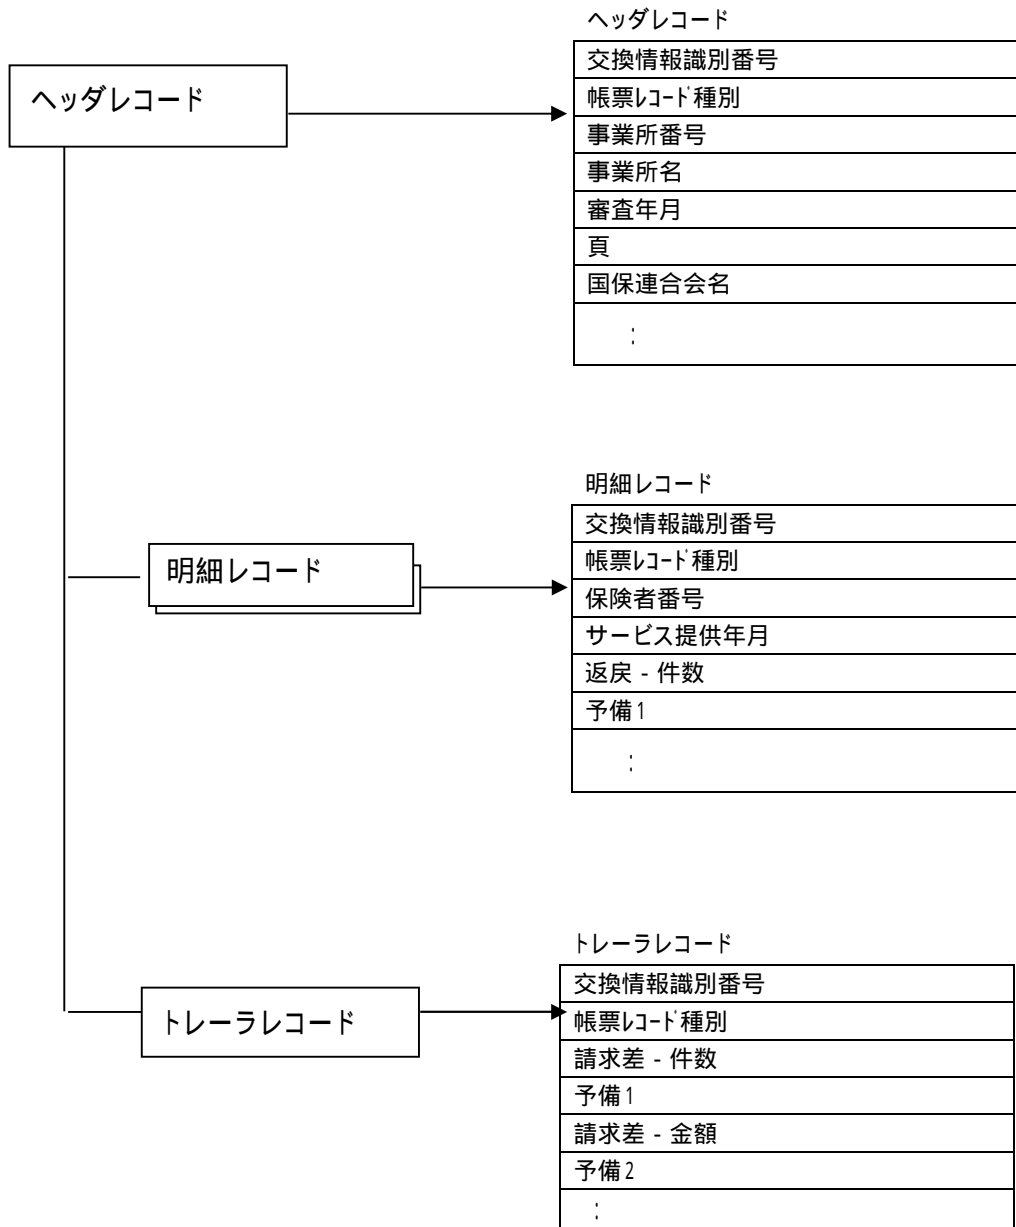 ヘッダレコード
ヘッダレコード
交換情報識別番号
帳票ﾚｺｰﾄﾞ種別
事業所番号
事業所名
審査年月
頁
国保連合会名
:
明細レコード
明細レコード
交換情報識別番号
帳票ﾚｺｰﾄﾞ種別
保険者番号
サービス提供年月
返戻 - 件数
予備1
:
トレーラレコード
トレーラレコード
交換情報識別番号
帳票ﾚｺｰﾄﾞ種別
請求差 - 件数
予備1
請求差 - 金額
予備2
: